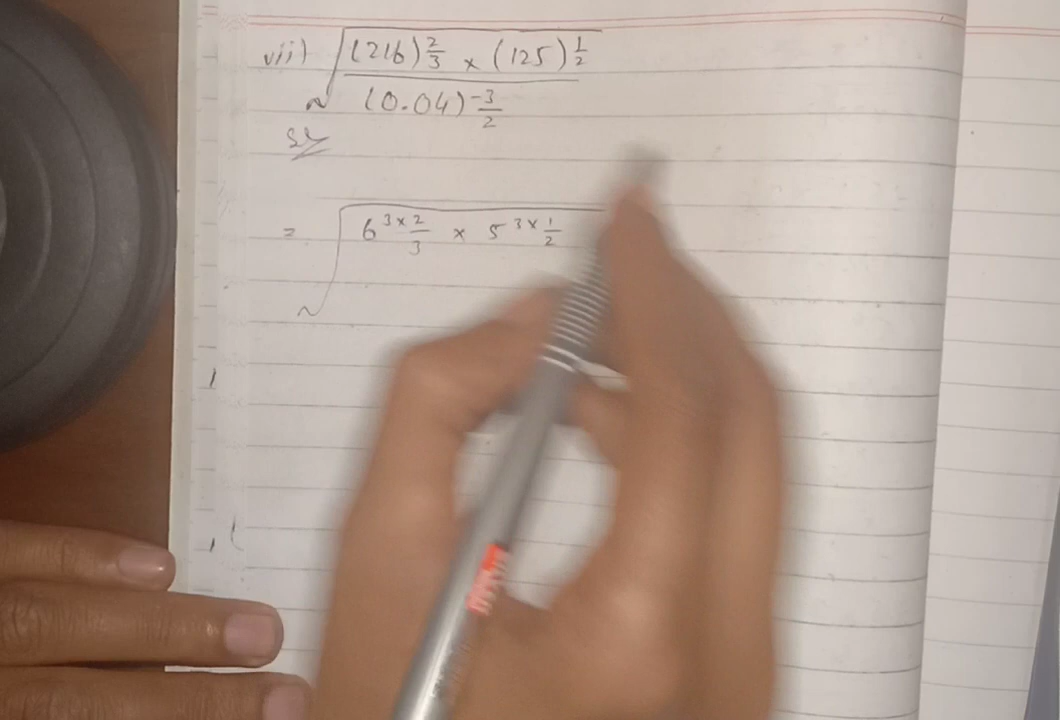 vii) √(216)^2/3 × (125)^1/2
(0.04)^-3/2
= √6^3×2/3 × 5^3×1/2